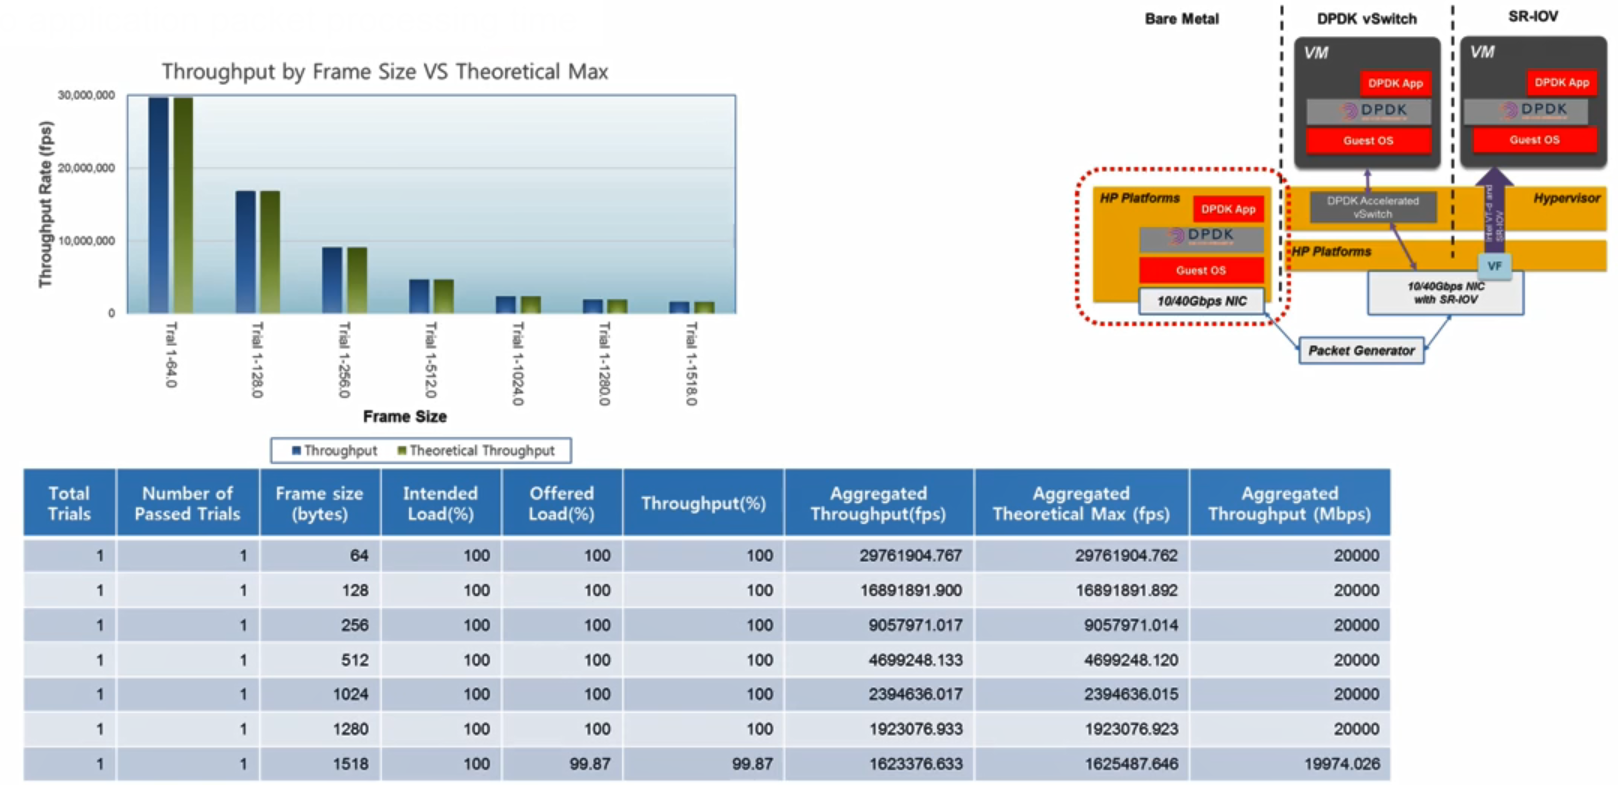 Throughput by Frame Size VS Theoretical Max
Throughput Rate (fps)
30,000,000
20,000,000
10,000,000
0
Tral 1-64.0
Trial 1-128.0
Trial 1-256.0
Trial 1-512.0
Trial 1-1024.0
Trial 1-1280.0
Trial 1-1518.0
Frame Size
Throughput Theoretical Throughput
Bare Metal
DPDK vSwitch
SR-IOV
VM
DPDK App
DPDK
Guest OS
VM
DPDK App
DPDK
Guest OS
HP Platforms
DPDK App
DPDK
Guest OS
10/40Gbps NIC
DPDK Accelerated
vSwitch
Intel VT-d and
SR-IOV
Hypervisor
HP Platforms
VF
10/40Gbps NIC
with SR-IOV
Packet Generator
Total Trials Number of Passed Trials Frame size (bytes) Intended Load(%) Offered Load(%) Throughput(%) Aggregated Throughput(fps) Aggregated Theoretical Max (fps) Aggregated Throughput (Mbps)
1 1 64 100 100 100 29761904.767 29761904.762 20000
1 1 128 100 100 100 16891891.900 16891891.892 20000
1 1 256 100 100 100 9057971.017 9057971.014 20000
1 1 512 100 100 100 4699248.133 4699248.120 20000
1 1 1024 100 100 100 2394636.017 2394636.015 20000
1 1 1280 100 100 100 1923076.933 1923076.923 20000
1 1 1518 100 99.87 99.87 1623376.633 1625487.646 19974.026